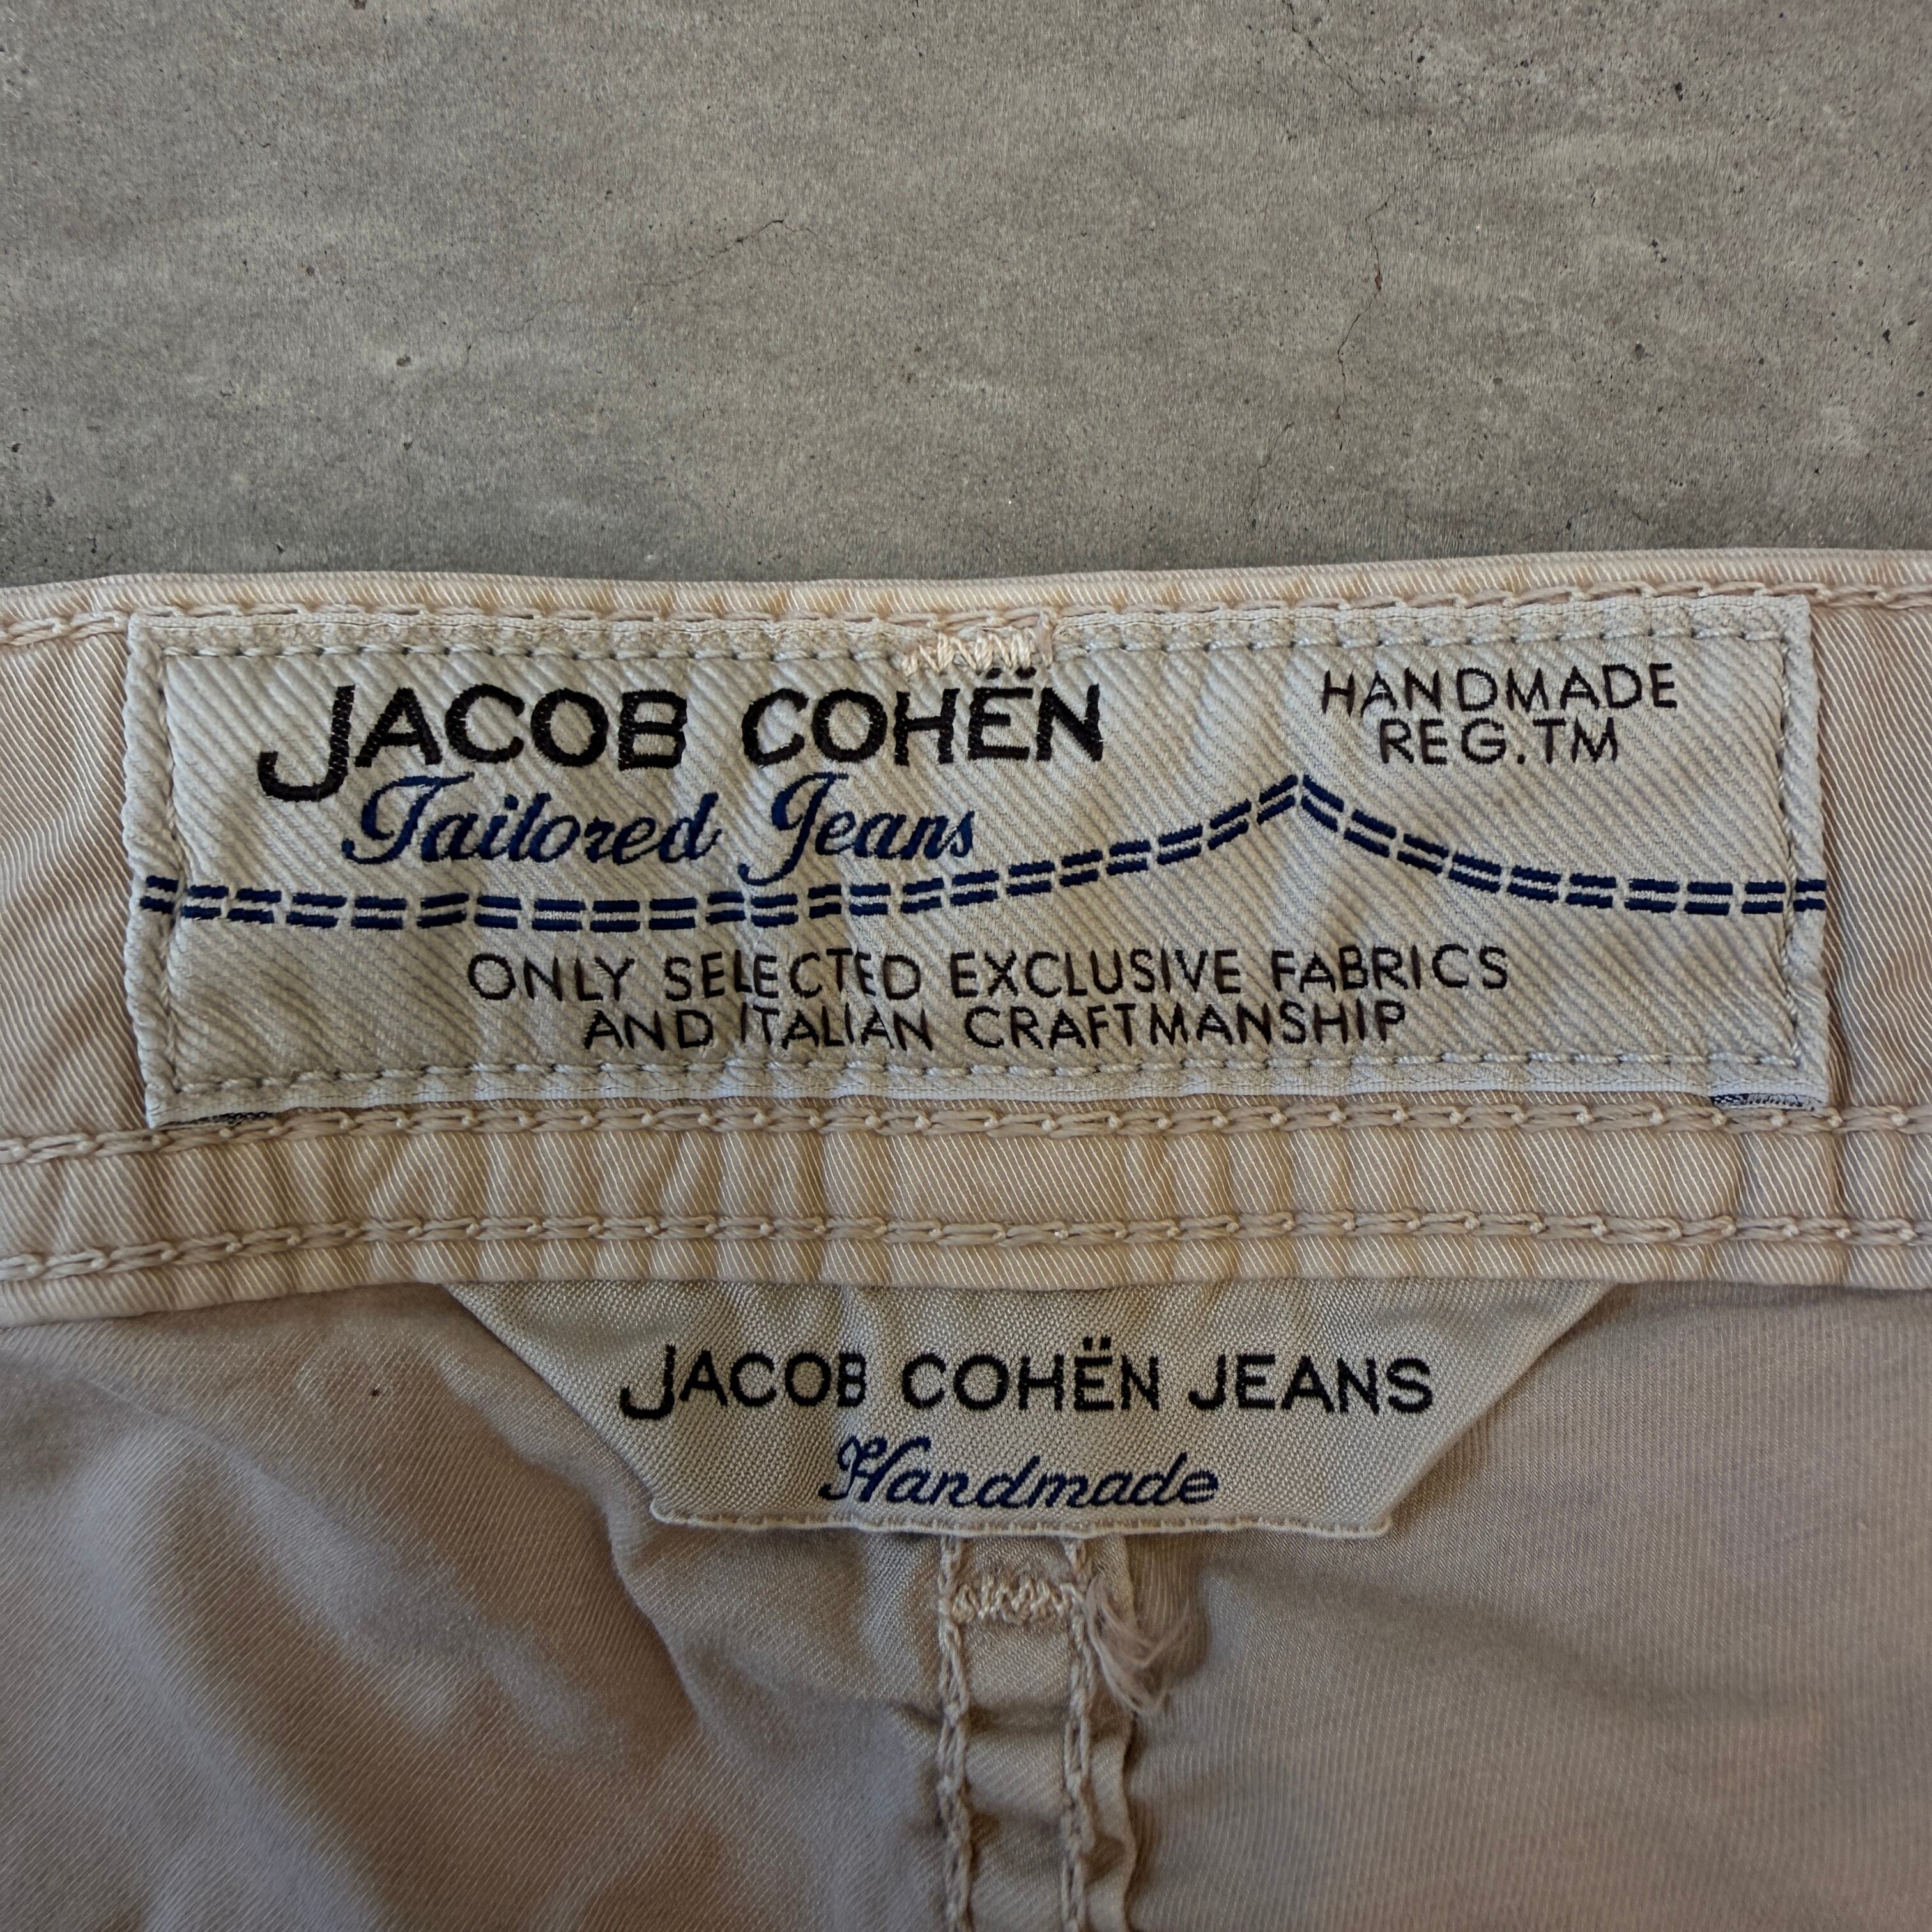 JACOB COHËN
HANDMADE
REG.TM
Tailored Jeans
ONLY SELECTED EXCLUSIVE FABRICS
AND ITALIAN CRAFTMANSHIP
JACOB COHËN JEANS
Handmade